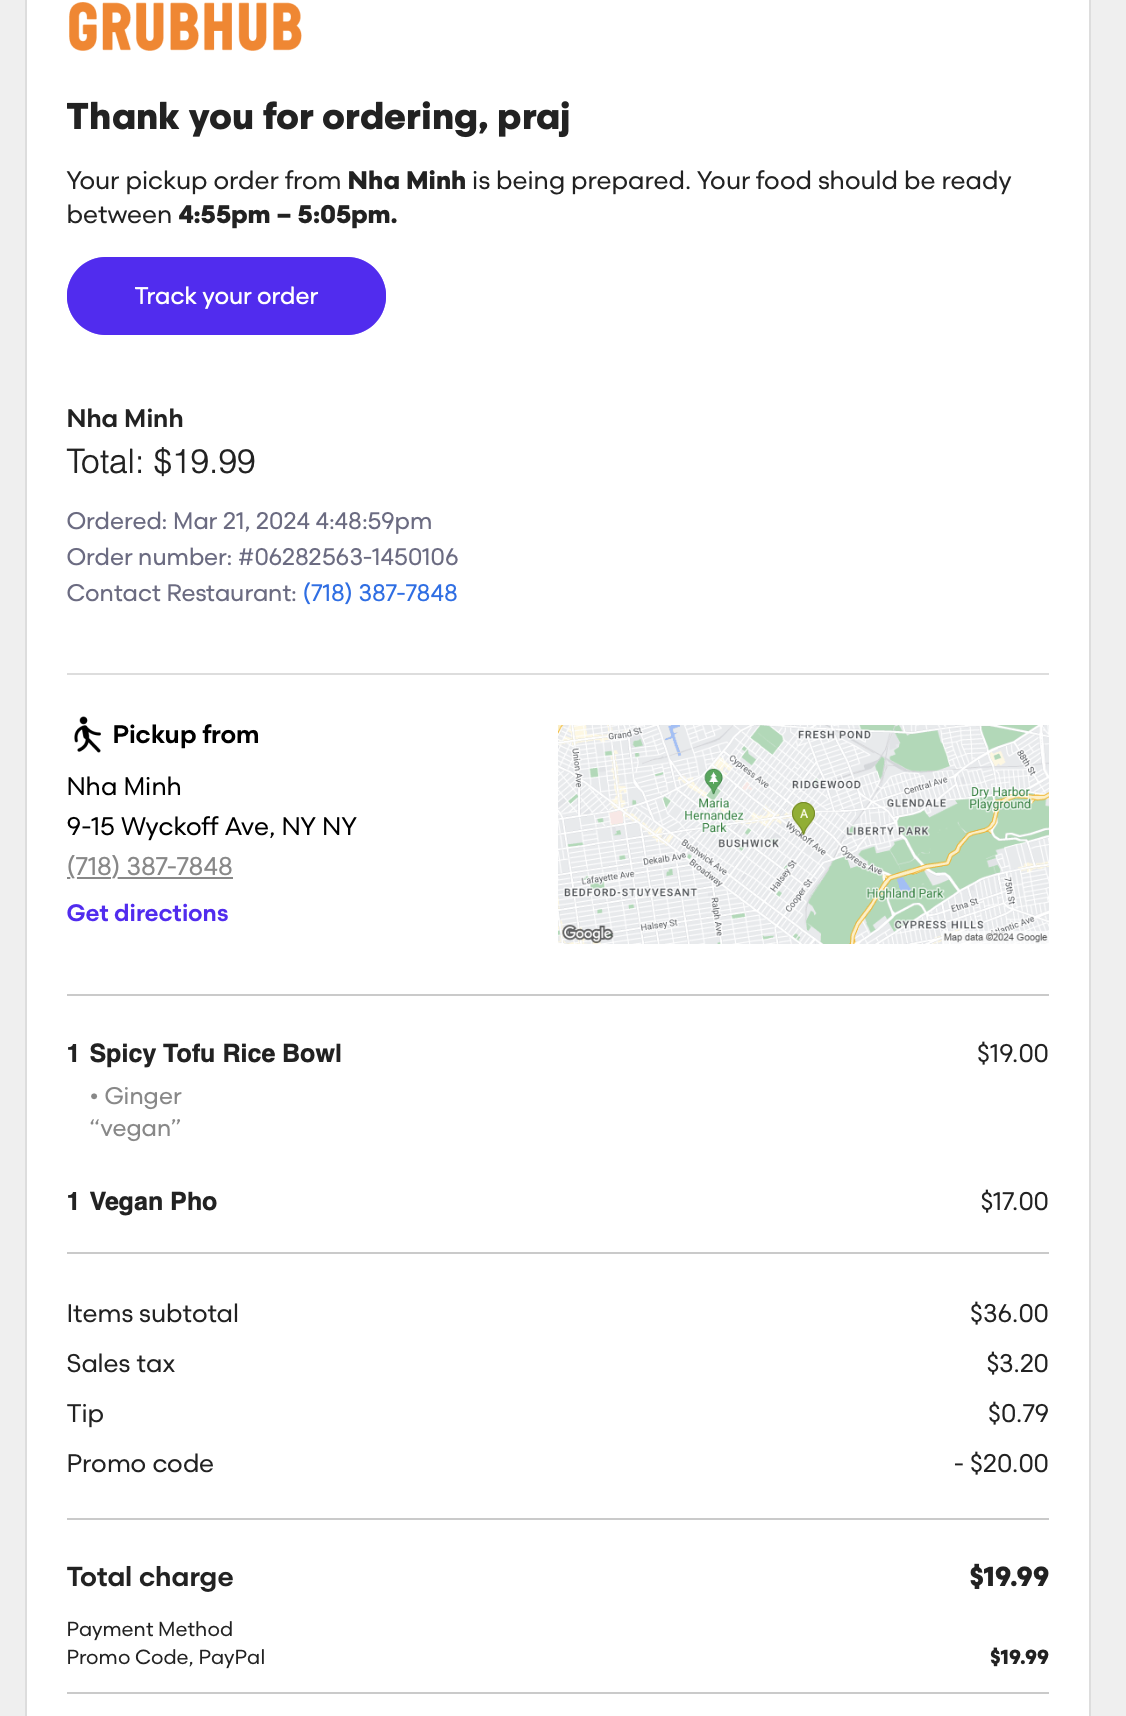 GRUBHUB
Thank you for ordering, praj
Your pickup order from Nha Minh is being prepared. Your food should be ready
between 4:55pm – 5:05pm.
Track your order
Nha Minh
Total: $19.99
Ordered: Mar 21, 2024 4:48:59pm
Order number: #06282563-1450106
Contact Restaurant: (718) 387-7848
Pickup from
Nha Minh
9-15 Wyckoff Ave, NY NY
(718) 387-7848
Get directions
Grand St
FRESH POND
Union Ave
Cypress Ave
88th St
RIDGEWOOD
Central Ave
GLENDALE
Dry Harbor
Playground
Maria
Hernandez
Park
A
Wyckoff Ave
LIBERTY PARK
BUSHWICK
Bushwick Ave
Broadway
Dekalb Ave
Cypress Ave
Lafayette Ave
Halsey St
Cooper St
BEDFORD-STUYVESANT
Highland Park
75th St
Ralph Ave
Etna St
Halsey St
CYPRESS HILLS
lantic Ave
Google
Map data ©2024 Google
1 Spicy Tofu Rice Bowl $19.00
• Ginger
“vegan”
1 Vegan Pho $17.00
Items subtotal $36.00
Sales tax $3.20
Tip $0.79
Promo code - $20.00
Total charge $19.99
Payment Method
Promo Code, PayPal $19.99